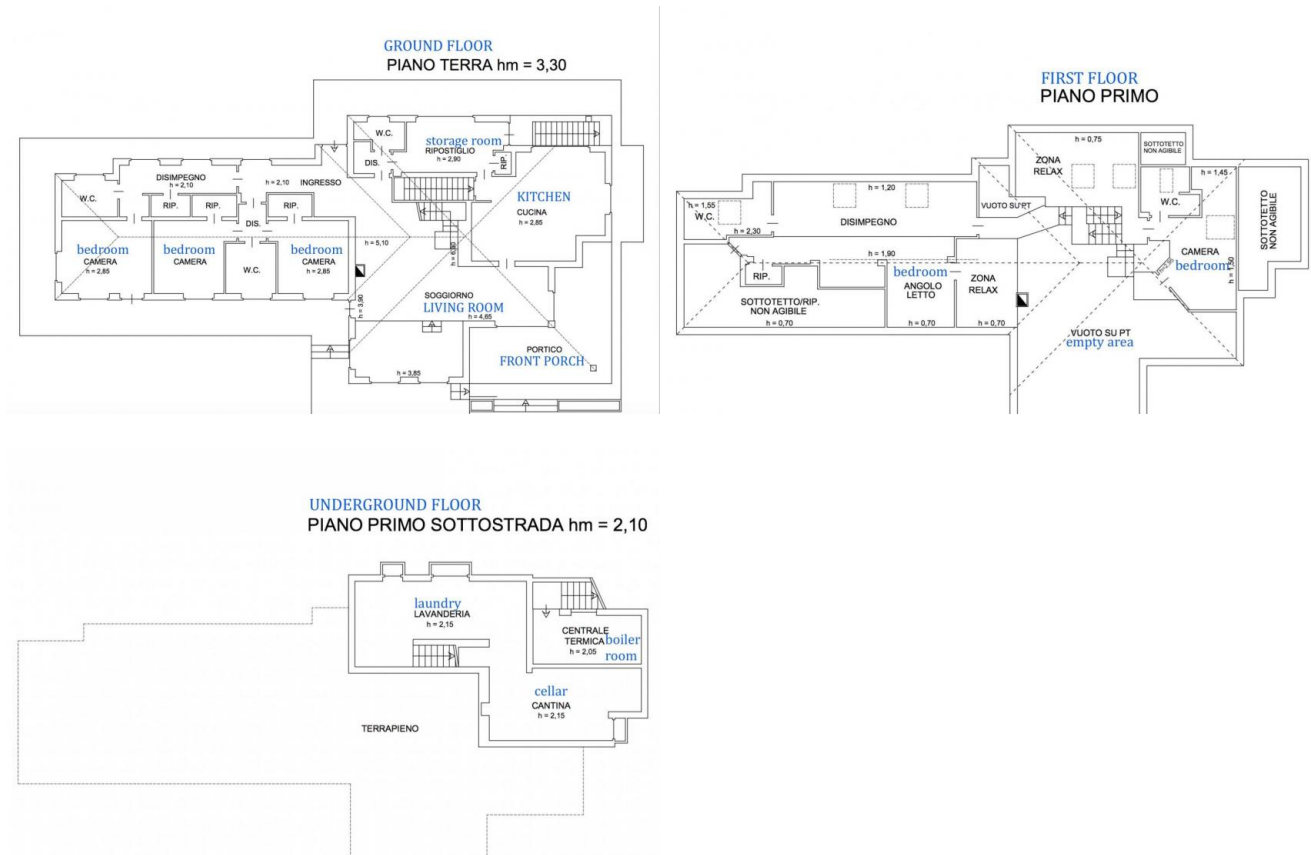 GROUND FLOOR
PIANO TERRA hm = 3,30
W.C.
storage room
RIPOSTIGLIO
h = 2,90
DIS.
RIP.
DISIMPEGNO
h = 2,10
h = 2,10
INGRESSO
W.C.
RIP.
RIP.
RIP.
DIS.
KITCHEN
CUCINA
h = 2,85
bedroom
CAMERA
h = 2,85
bedroom
CAMERA
W.C.
bedroom
CAMERA
h = 2,85
h = 5,10
SOGGIORNO
LIVING ROOM
h = 4,65
h = 3,90
PORTICO
FRONT PORCH
h = 3,85
FIRST FLOOR
PIANO PRIMO
h = 0,75
SOTTOTETTO
NON AGIBILE
ZONA
RELAX
h = 1,45
W.C.
h = 1,55
W.C.
h = 2,30
h = 1,20
DISIMPEGNO
VUOTO SU PT
CAMERA
bedroom
SOTTOTETTO
NON AGIBILE
h = 1,90
RIP.
bedroom
ANGOLO
LETTO
ZONA
RELAX
SOTTOTETTO/RIP.
NON AGIBILE
h = 0,70
h = 0,70
h = 0,70
VUOTO SU PT
empty area
UNDERGROUND FLOOR
PIANO PRIMO SOTTOSTRADA hm = 2,10
laundry
LAVANDERIA
h = 2,15
CENTRALE
TERMICA
h = 2,05
boiler
room
cellar
CANTINA
h = 2,15
TERRAPIENO